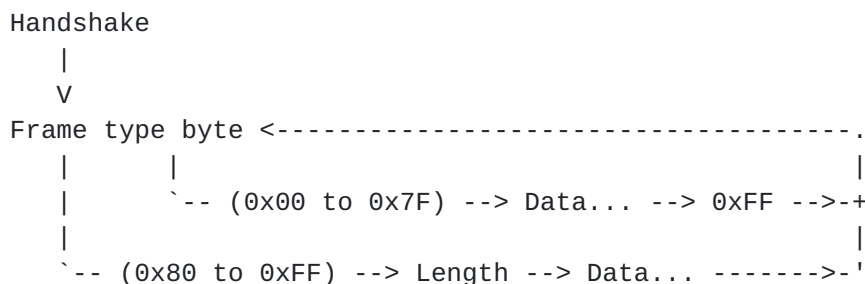 Handshake
   |
   V
Frame type byte <-------------------------------------.
   |      |                                           |
   |      `-- (0x00 to 0x7F) --> Data... --> 0xFF -->-+
   |                                                  |
   `-- (0x80 to 0xFF) --> Length --> Data... ------->-'